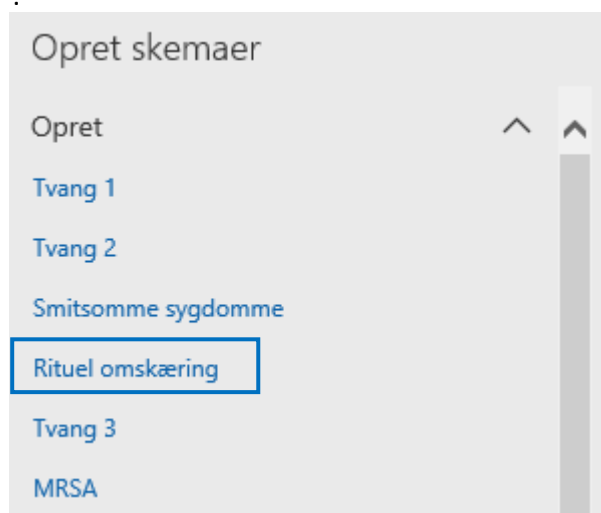 Opret skemaer
Opret
Tvang 1
Tvang 2
Smitsomme sygdomme
Rituel omskæring
Tvang 3
MRSA